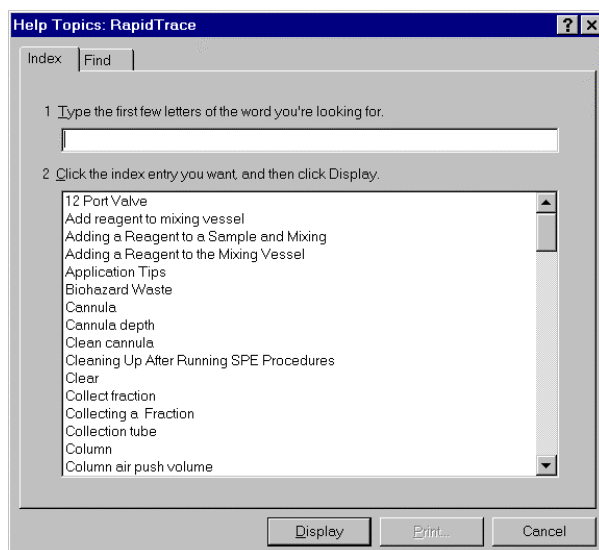 Help Topics: RapidTrace
Index Find
1 Type the first few letters of the word you're looking for.
2 Click the index entry you want, and then click Display.
12 Port Valve
Add reagent to mixing vessel
Adding a Reagent to a Sample and Mixing
Adding a Reagent to the Mixing Vessel
Application Tips
Biohazard Waste
Cannula
Cannula depth
Clean cannula
Cleaning Up After Running SPE Procedures
Clear
Collect fraction
Collecting a Fraction
Collection tube
Column
Column air push volume
Display Print... Cancel